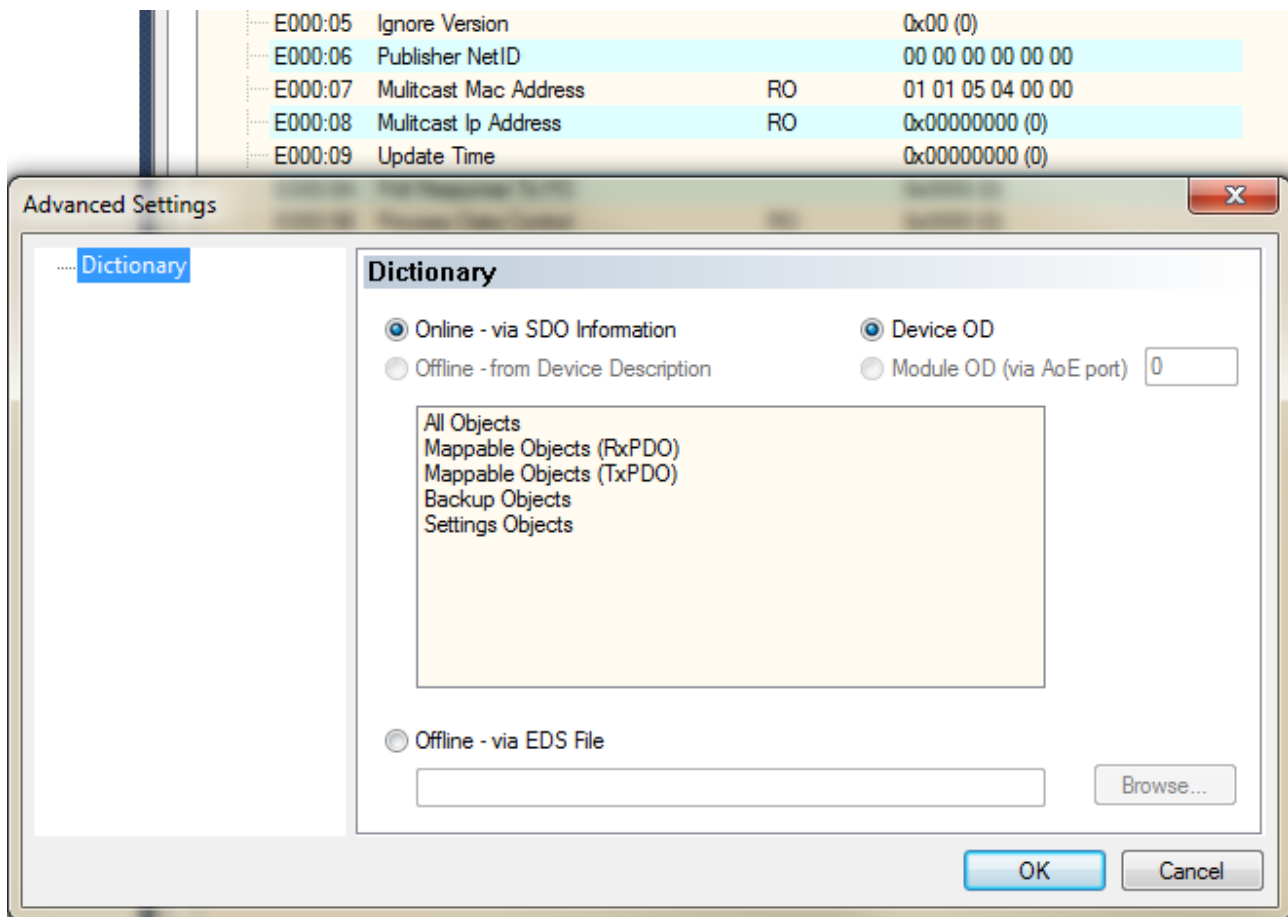 E000:05 Ignore Version 0x00 (0)
E000:06 Publisher NetID 00 00 00 00 00 00
E000:07 Mulitcast Mac Address RO 01 01 05 04 00 00
E000:08 Mulitcast Ip Address RO 0x00000000 (0)
E000:09 Update Time 0x00000000 (0)
Advanced Settings
Dictionary
Dictionary
Online - via SDO Information Device OD
Offline - from Device Description Module OD (via AoE port) 0
All Objects
Mappable Objects (RxPDO)
Mappable Objects (TxPDO)
Backup Objects
Settings Objects
Offline - via EDS File
Browse...
OK Cancel